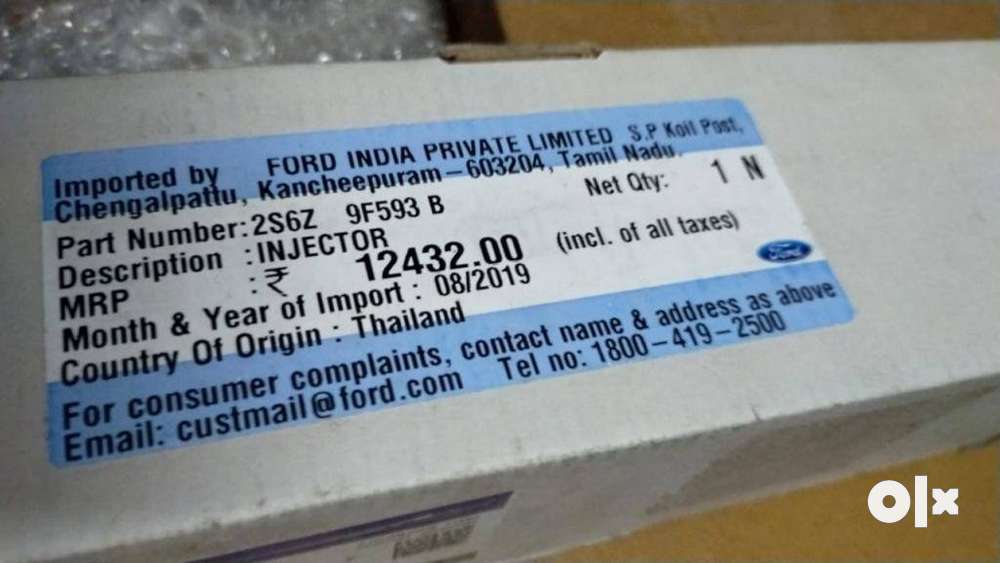 Imported by FORD INDIA PRIVATE LIMITED S.P Koil Post,
Chengalpattu, Kancheepuram – 603204, Tamil Nadu.
Part Number: 2S6Z 9F593 B Net Qty: 1 N
Description : INJECTOR
MRP : ₹ 12432.00 (incl. of all taxes)
Ford
Month & Year of Import : 08/2019
Country Of Origin : Thailand
For consumer complaints, contact name & address as above
Email: custmail@ford.com Tel no: 1800–419–2500
olx